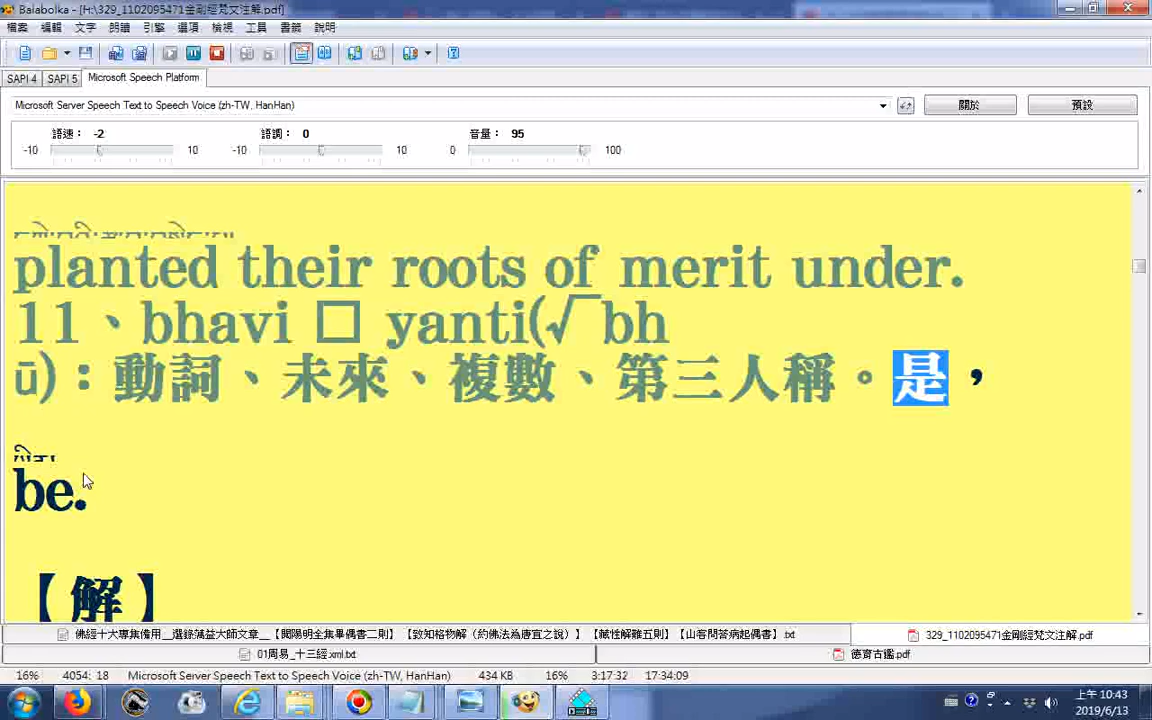 Balabolka - [H:\329_1102095471金剛經梵文注解.pdf]
檔案 編輯 文字 朗讀 引擎 選項 檢視 工具 書籤 說明
SAPI 4 SAPI 5 Microsoft Speech Platform
Microsoft Server Speech Text to Speech Voice (zh-TW, HanHan)
關於 預設
語速： -2 語調： 0 音量： 95
-10 10 -10 10 0 100
planted their roots of merit under.
11、bhavi □ yanti(√bh
ū)：動詞、未來、複數、第三人稱。是，
be.
【解】
佛經十大專集備用__選錄蕅益大師文章__【閱陽明全集畢偶書二則】【致知格物解（約佛法為唐宜之說）】【藏性解難五則】【山客問答病起偶書】.txt
329_1102095471金剛經梵文注解.pdf
01周易_十三經.xml.txt
德育古鑑.pdf
16% 4054: 18 Microsoft Server Speech Text to Speech Voice (zh-TW, HanHan) 434 KB 16% 3:17:32 17:34:09
上午 10:43
2019/6/13